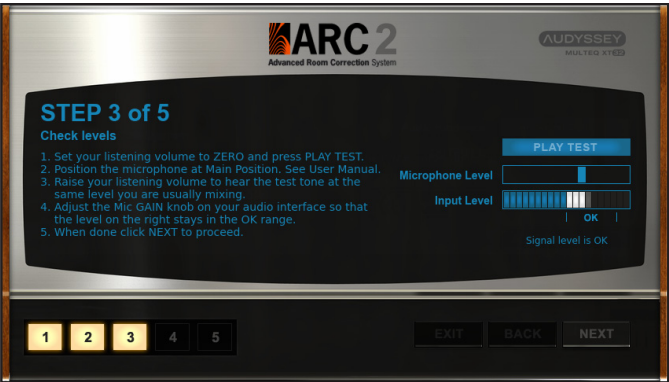 ARC 2
Advanced Room Correction System
AUDYSSEY
MULTEQ XT32
STEP 3 of 5
Check levels
1. Set your listening volume to ZERO and press PLAY TEST.
2. Position the microphone at Main Position. See User Manual.
3. Raise your listening volume to hear the test tone at the
same level you are usually mixing.
4. Adjust the Mic GAIN knob on your audio interface so that
the level on the right stays in the OK range.
5. When done click NEXT to proceed.
PLAY TEST
Microphone Level
Input Level
OK
Signal level is OK
1 2 3 4 5
EXIT BACK NEXT